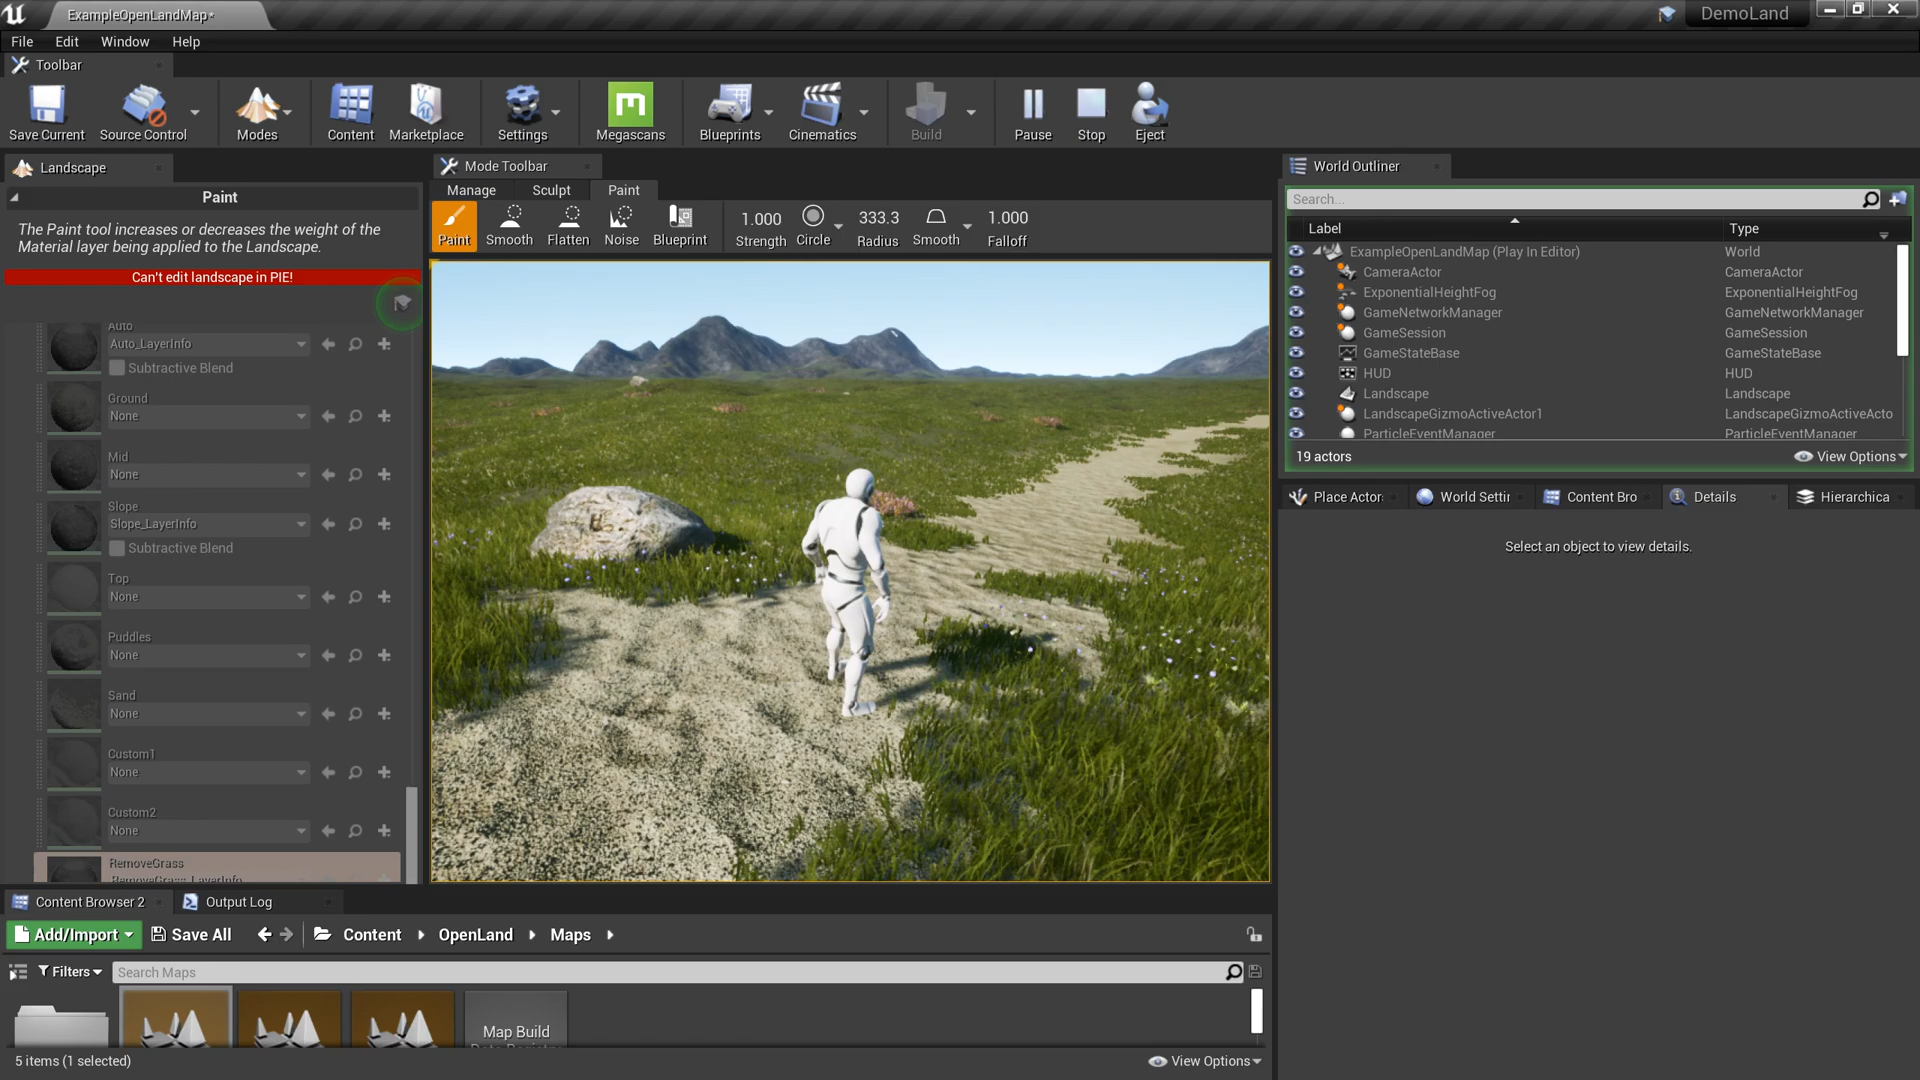 ExampleOpenLandMap*
DemoLand
File Edit Window Help
Toolbar
Save Current Source Control Modes Content Marketplace Settings Megascans Blueprints Cinematics Build Pause Stop Eject
Landscape
Paint
The Paint tool increases or decreases the weight of the
Material layer being applied to the Landscape.
Can't edit landscape in PIE!
Auto
Auto_LayerInfo
Subtractive Blend
Ground
None
Mid
None
Slope
Slope_LayerInfo
Subtractive Blend
Top
None
Puddles
None
Sand
None
Custom1
None
Custom2
None
RemoveGrass
RemoveGrass_LayerInfo
Mode Toolbar
Manage Sculpt Paint
1.000 333.3 1.000
Paint Smooth Flatten Noise Blueprint Strength Circle Radius Smooth Falloff
World Outliner
Search...
Label Type
ExampleOpenLandMap (Play In Editor) World
CameraActor CameraActor
ExponentialHeightFog ExponentialHeightFog
GameNetworkManager GameNetworkManager
GameSession GameSession
GameStateBase GameStateBase
HUD HUD
Landscape Landscape
LandscapeGizmoActiveActor1 LandscapeGizmoActiveActo
ParticleEventManager ParticleEventManager
19 actors View Options
Place Actor World Settin Content Bro Details Hierarchica
Select an object to view details.
Content Browser 2 Output Log
Add/Import Save All Content OpenLand Maps
Filters Search Maps
Map Build
Data Registry
5 items (1 selected) View Options